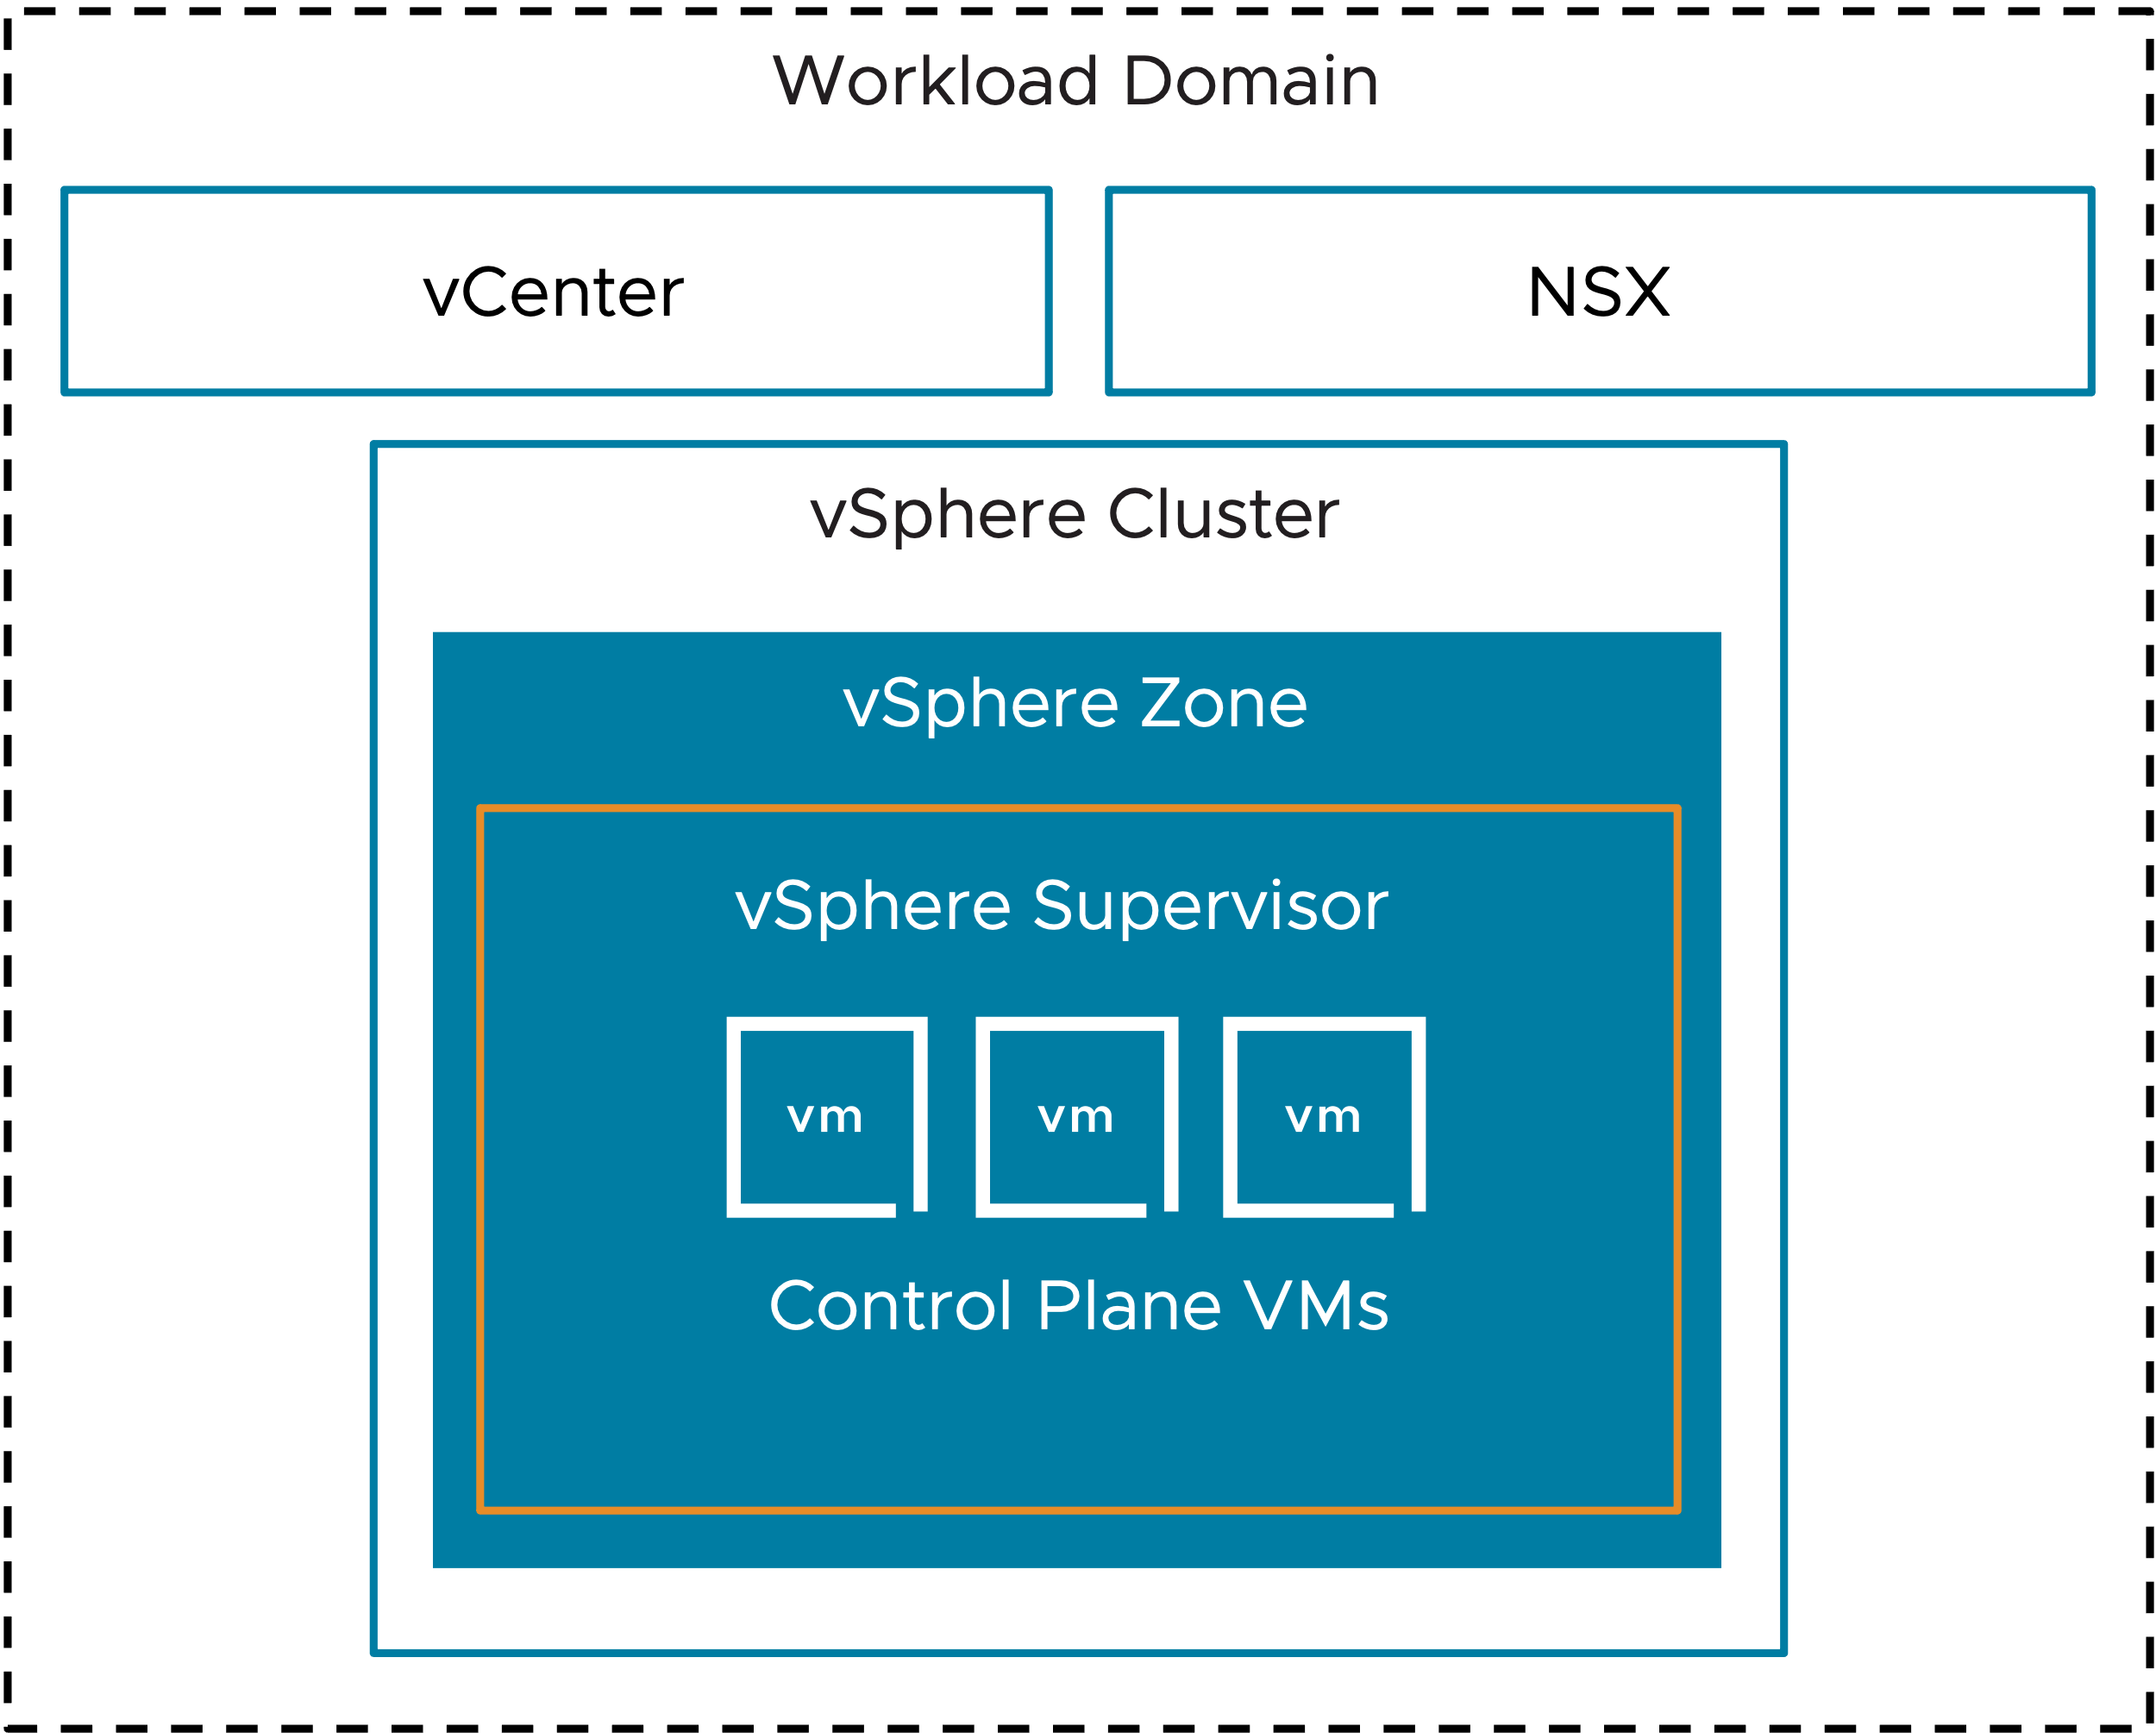 Workload Domain
vCenter
NSX
vSphere Cluster
vSphere Zone
vSphere Supervisor
vm vm vm
Control Plane VMs